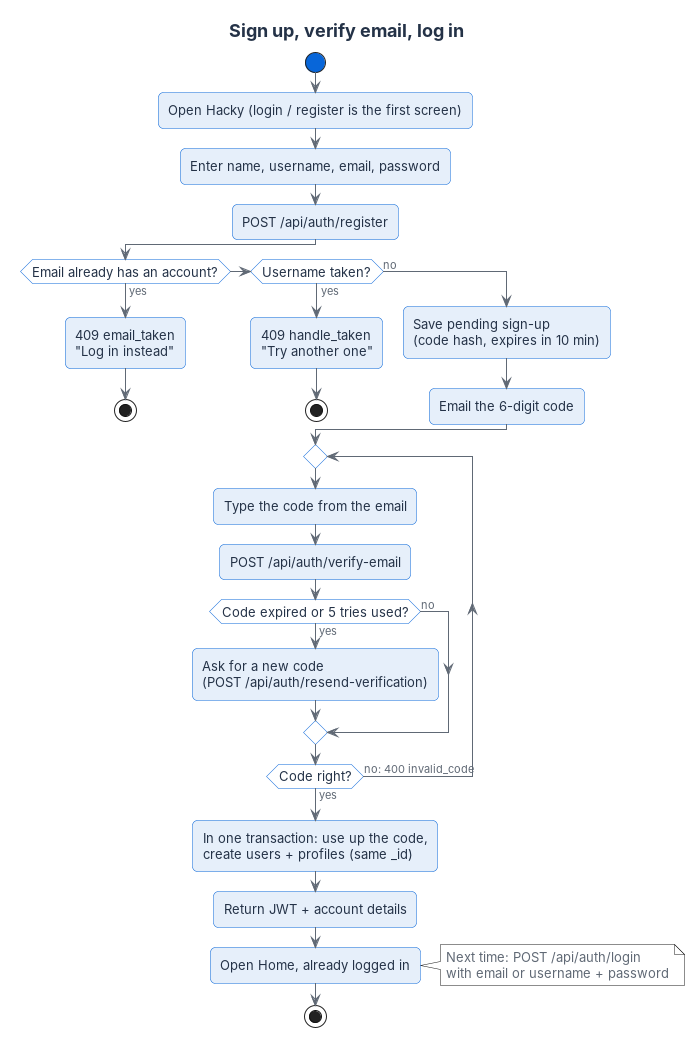 Sign up, verify email, log in
Open Hacky (login / register is the first screen)
Enter name, username, email, password
POST /api/auth/register
Email already has an account?
yes
409 email_taken
"Log in instead"
Username taken?
yes
409 handle_taken
"Try another one"
no
Save pending sign-up
(code hash, expires in 10 min)
Email the 6-digit code
Type the code from the email
POST /api/auth/verify-email
Code expired or 5 tries used?
no
yes
Ask for a new code
(POST /api/auth/resend-verification)
Code right?
no: 400 invalid_code
yes
In one transaction: use up the code,
create users + profiles (same _id)
Return JWT + account details
Open Home, already logged in
Next time: POST /api/auth/login
with email or username + password